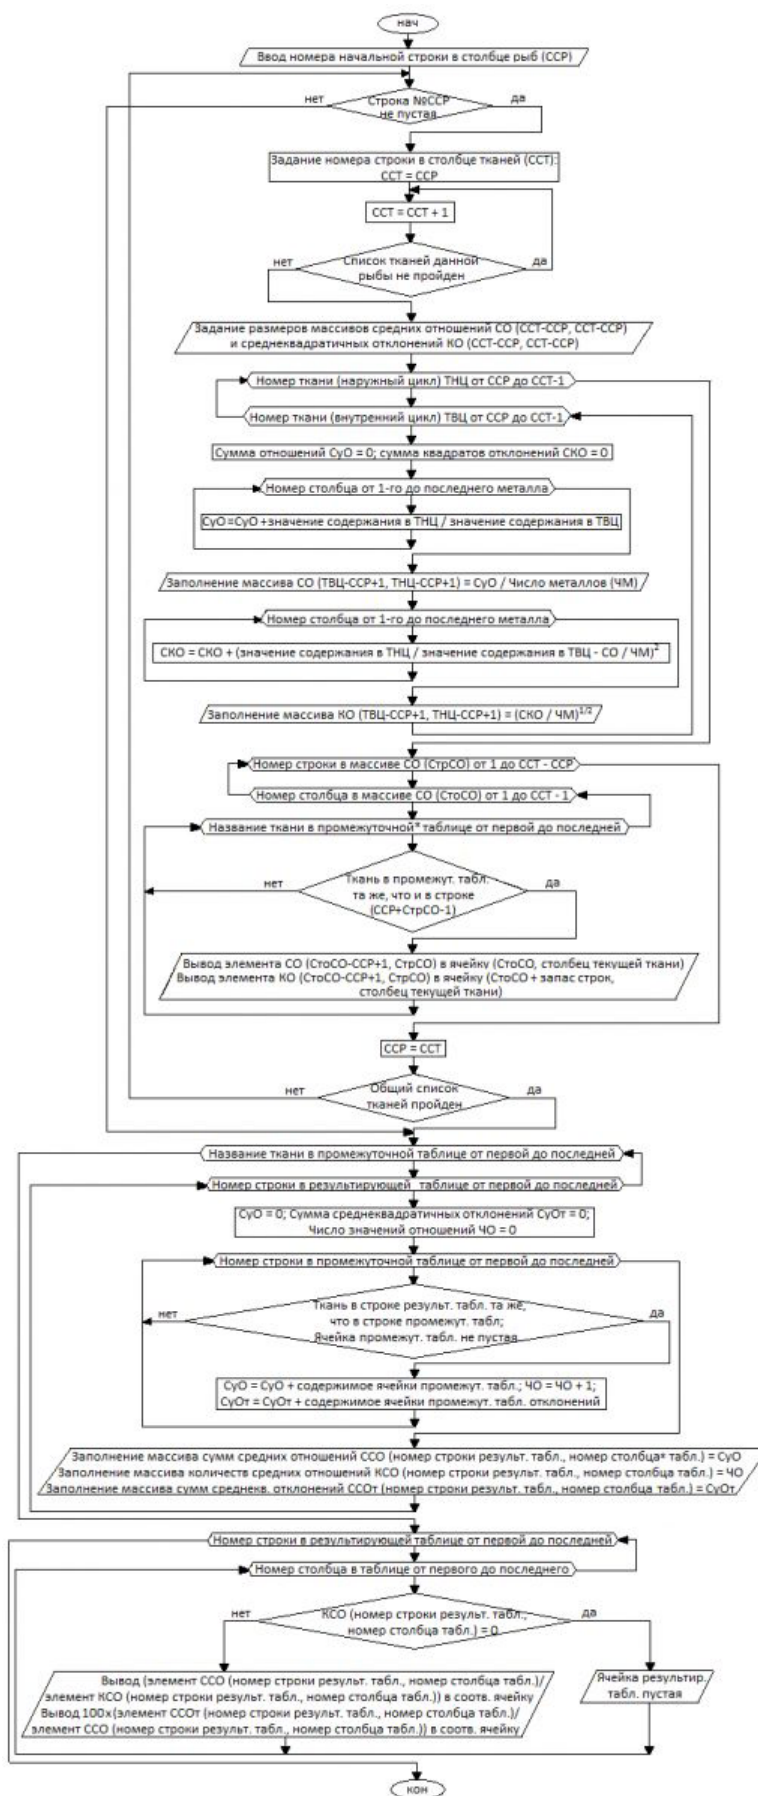 нач
Ввод номера начальной строки в столбце рыб (ССР)
нет
Строка №ССР
не пустая
да
Задание номера строки в столбце тканей (ССТ):
ССТ = ССР
ССТ = ССТ + 1
нет
Список тканей данной
рыбы не пройден
да
Задание размеров массивов средних отношений СО (ССТ-ССР, ССТ-ССР)
и среднеквадратичных отклонений КО (ССТ-ССР, ССТ-ССР)
Номер ткани (наружный цикл) ТНЦ от ССР до ССТ-1
Номер ткани (внутренний цикл) ТВЦ от ССР до ССТ-1
Сумма отношений СуО = 0; сумма квадратов отклонений СКО = 0
Номер столбца от 1-го до последнего металла
СуО =СуО + значение содержания в ТНЦ / значение содержания в ТВЦ
Заполнение массива СО (ТВЦ-ССР+1, ТНЦ-ССР+1) = СуО / Число металлов (ЧМ)
Номер столбца от 1-го до последнего металла
СКО = СКО + (значение содержания в ТНЦ / значение содержания в ТВЦ - СО / ЧМ)²
Заполнение массива КО (ТВЦ-ССР+1, ТНЦ-ССР+1) = (СКО / ЧМ)¹ᐟ²
Номер строки в массиве СО (СтрСО) от 1 до ССТ - ССР
Номер столбца в массиве СО (СтоСО) от 1 до ССТ - 1
Название ткани в промежуточной* таблице от первой до последней
нет
Ткань в промежут. табл.
та же, что и в строке
(ССР+СтрСО-1)
да
Вывод элемента СО (СтоСО-ССР+1, СтрСО) в ячейку (СтоСО, столбец текущей ткани)
Вывод элемента КО (СтоСО-ССР+1, СтрСО) в ячейку (СтоСО + запас строк,
столбец текущей ткани)
ССР = ССТ
нет
Общий список
тканей пройден
да
Название ткани в промежуточной таблице от первой до последней
Номер строки в результирующей таблице от первой до последней
СуО = 0; Сумма среднеквадратичных отклонений СуОт = 0;
Число значений отношений ЧО = 0
Номер строки в промежуточной таблице от первой до последней
нет
Ткань в строке результ. табл. та же,
что в строке промежут. табл;
Ячейка промежут. табл. не пустая
да
СуО = СуО + содержимое ячейки промежут. табл.; ЧО = ЧО + 1;
СуОт = СуОт + содержимое ячейки промежут. табл. отклонений
Заполнение массива сумм средних отношений ССО (номер строки результ. табл., номер столбца* табл.) = СуО
Заполнение массива количеств средних отношений КСО (номер строки результ. табл., номер столбца табл.) = ЧО
Заполнение массива сумм среднекв. отклонений ССОт (номер строки результ. табл., номер столбца табл.) = СуОт
Номер строки в результирующей таблице от первой до последней
Номер столбца в таблице от первого до последнего
нет
КСО (номер строки результ. табл.,
номер столбца табл.) = 0
да
Вывод (элемент ССО (номер строки результ. табл., номер столбца табл.)/
элемент КСО (номер строки результ. табл., номер столбца табл.)) в соотв. ячейку
Вывод 100х(элемент ССОт (номер строки результ. табл., номер столбца табл.)/
элемент ССО (номер строки результ. табл., номер столбца табл.)) в соотв. ячейку
Ячейка результир.
табл. пустая
кон